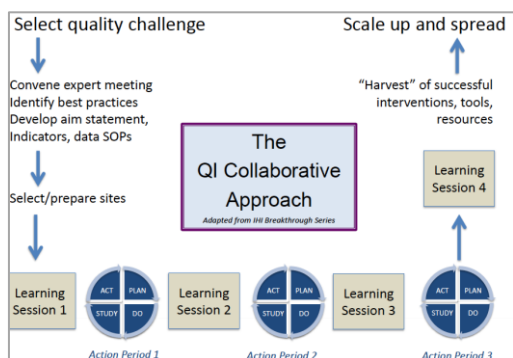 Select quality challenge
Scale up and spread
Convene expert meeting
Identify best practices
Develop aim statement,
Indicators, data SOPs
"Harvest" of successful
interventions, tools,
resources
The
QI Collaborative
Approach
Adapted from IHI Breakthrough Series
Select/prepare sites
Learning
Session 4
Learning
Session 1
ACT PLAN
STUDY DO
Action Period 1
Learning
Session 2
ACT PLAN
STUDY DO
Action Period 2
Learning
Session 3
ACT PLAN
STUDY DO
Action Period 3